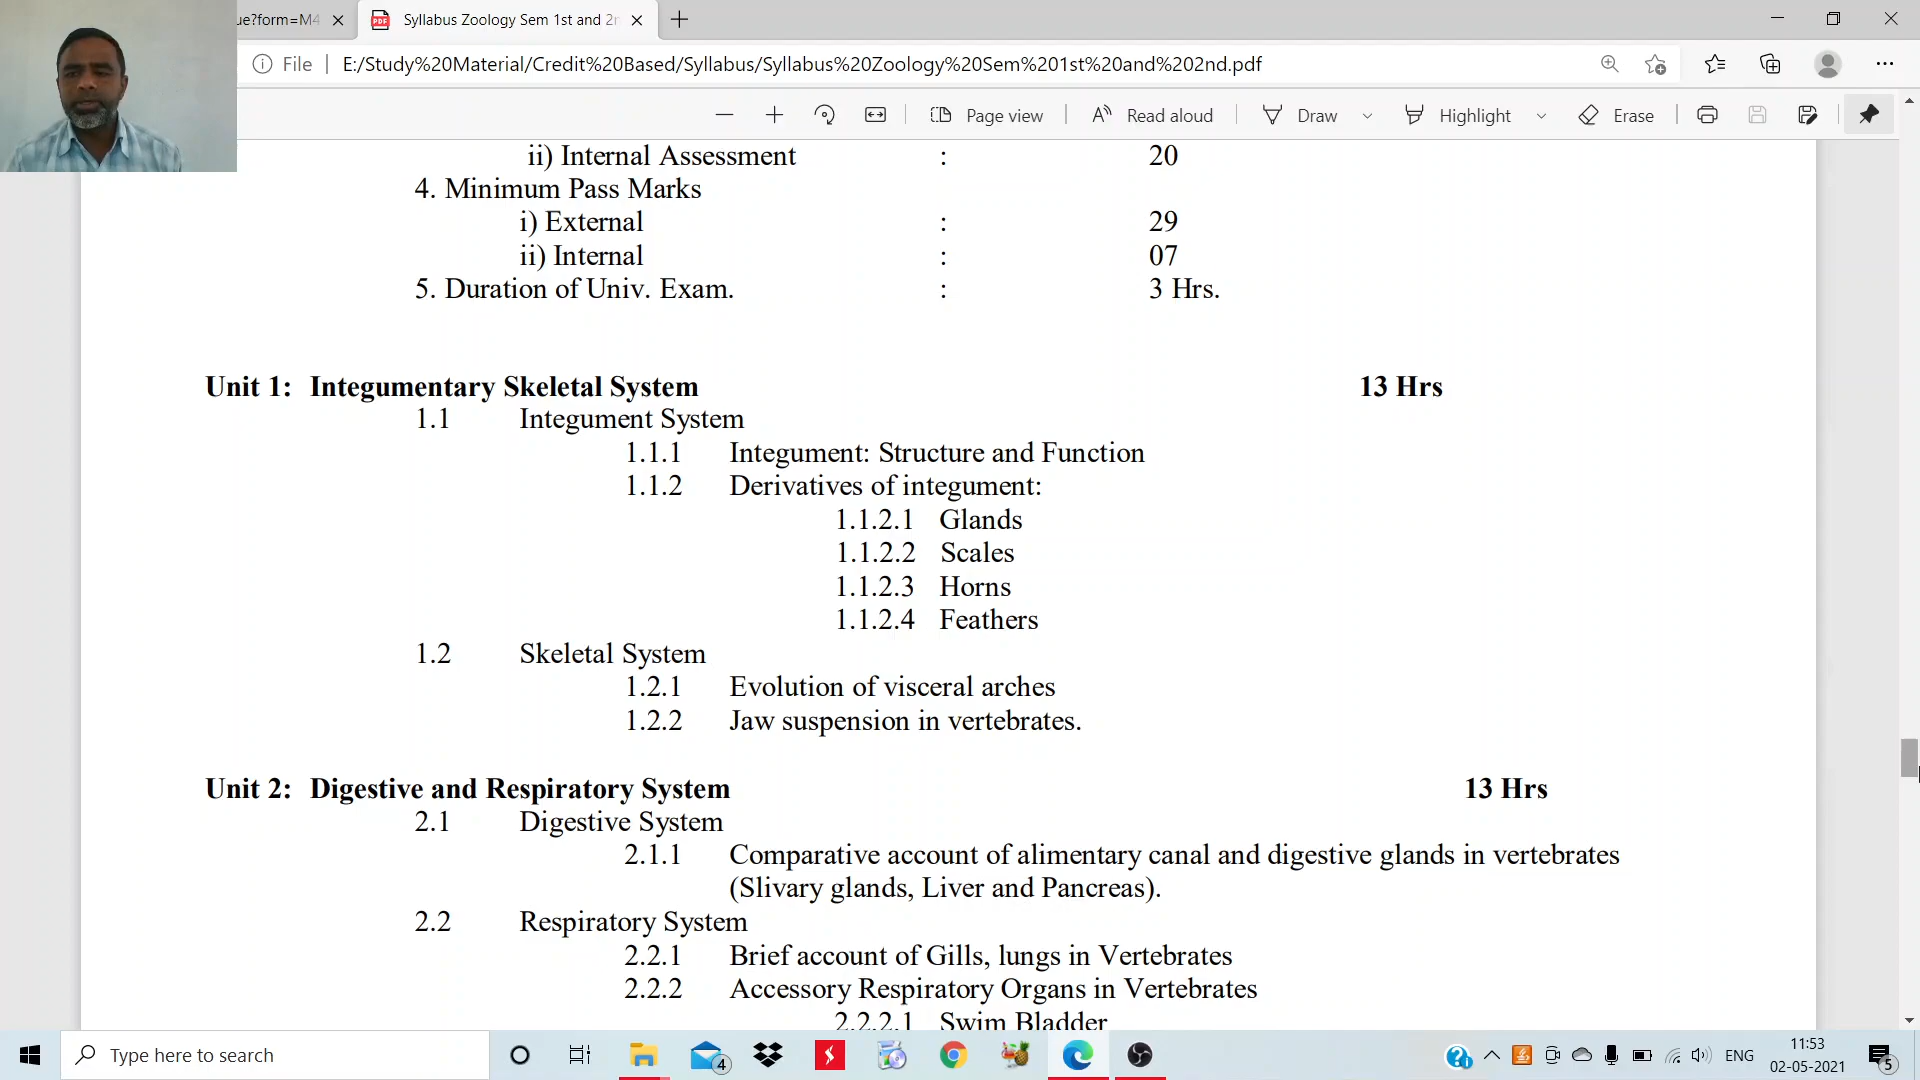 ue?form=M4
Syllabus Zoology Sem 1st and 2n
File
E:/Study%20Material/Credit%20Based/Syllabus/Syllabus%20Zoology%20Sem%201st%20and%202nd.pdf
Page view
Read aloud
Draw
Highlight
Erase
ii) Internal Assessment : 20
4. Minimum Pass Marks
i) External : 29
ii) Internal : 07
5. Duration of Univ. Exam. : 3 Hrs.
Unit 1: Integumentary Skeletal System 13 Hrs
1.1 Integument System
1.1.1 Integument: Structure and Function
1.1.2 Derivatives of integument:
1.1.2.1 Glands
1.1.2.2 Scales
1.1.2.3 Horns
1.1.2.4 Feathers
1.2 Skeletal System
1.2.1 Evolution of visceral arches
1.2.2 Jaw suspension in vertebrates.
Unit 2: Digestive and Respiratory System 13 Hrs
2.1 Digestive System
2.1.1 Comparative account of alimentary canal and digestive glands in vertebrates
(Slivary glands, Liver and Pancreas).
2.2 Respiratory System
2.2.1 Brief account of Gills, lungs in Vertebrates
2.2.2 Accessory Respiratory Organs in Vertebrates
2.2.2.1 Swim Bladder
Type here to search
4
ENG
11:53
02-05-2021
5